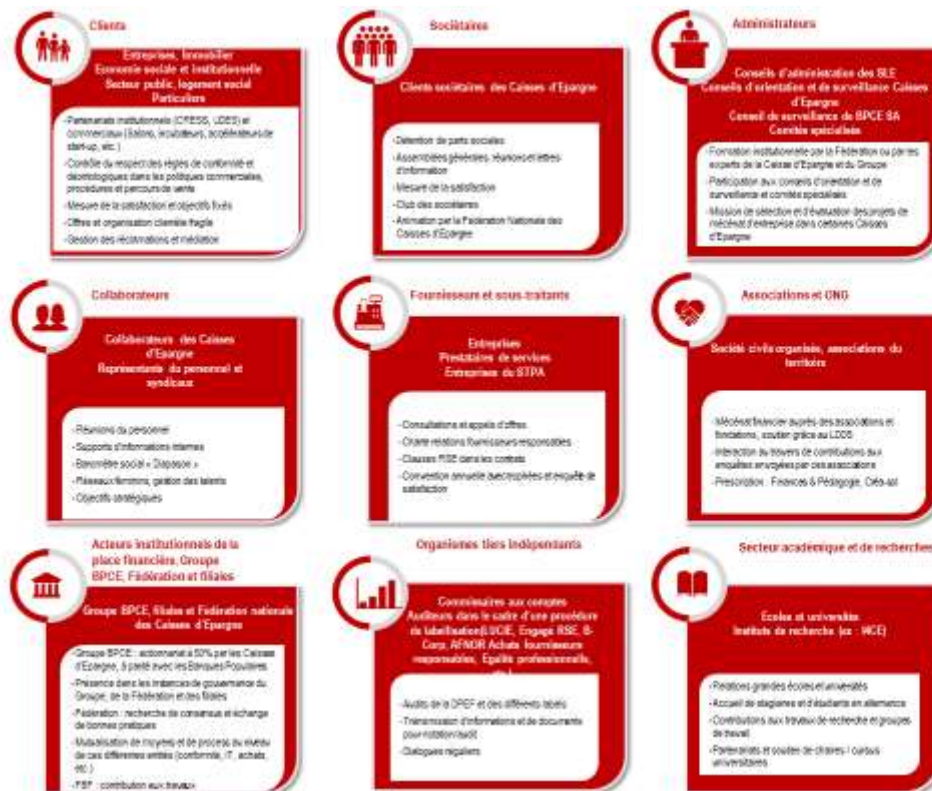 Clients
Entreprises, Immobilier
Economie sociale et institutionnelle
Secteur public, logement social
Particuliers
-Partenariats institutionnels (CRESS, UDES) et
commerciaux (Salons, incubateurs, accélérateurs de
start-up, etc.)
-Contrôle du respect des règles de conformité et
déontologiques dans les politiques commerciales,
procédures et parcours de vente
-Mesure de la satisfaction et objectifs fixés
-Offres et organisation clientèle fragile
-Gestion des réclamations et médiation
Sociétaires
Clients sociétaires des Caisses d'Epargne
-Détention de parts sociales
-Assemblées générales, réunions et lettres
d'information
-Mesure de la satisfaction
-Club des sociétaires
-Animation par la Fédération Nationale des
Caisses d'Epargne
Administrateurs
Conseils d'administration des SLE
Conseils d'orientation et de surveillance Caisses
d'Epargne
Conseil de surveillance de BPCE SA
Comités spécialisés
-Formation institutionnelle par la Fédération ou par les
experts de la Caisse d'Epargne et du Groupe
-Participation aux conseils d'orientation et de
surveillance et comités spécialisés
-Mission de sélection et d'évaluation des projets de
mécénat d'entreprise dans certaines Caisses
d'Epargne
Collaborateurs
Collaborateurs des Caisses
d'Epargne
Représentants du personnel et
syndicaux
-Réunions du personnel
-Supports d'informations internes
-Baromètre social « Diapason »
-Réseaux féminins, gestion des talents
-Objectifs stratégiques
Fournisseurs et sous-traitants
Entreprises
Prestataires de services
Entreprises du STPA
-Consultations et appels d'offres
-Charte relations fournisseurs responsables
-Clauses RSE dans les contrats
-Convention annuelle avec trophées et enquête de
satisfaction
Associations et ONG
Société civile organisée, associations du
territoire
-Mécénat financier auprès des associations et
fondations, soutien grâce au LDDS
-Interaction au travers de contributions aux
enquêtes envoyées par ces associations
-Prescription : Finances & Pédagogie, Créa-sol
Acteurs institutionnels de la
place financière, Groupe
BPCE, Fédération et filiales
Groupe BPCE, filiales et Fédération nationale
des Caisses d'Epargne
-Groupe BPCE : actionnariat à 50% par les Caisses
d'Epargne, à parité avec les Banques Populaires
-Présence dans les instances de gouvernance du
Groupe, de la Fédération et des filiales
-Fédération : recherche de consensus et échange
de bonnes pratiques
-Mutualisation de moyens et de process au niveau
de ces différentes entités (conformité, IT, achats,
etc.)
-FBF : contribution aux travaux
Organismes tiers indépendants
Commissaires aux comptes
Auditeurs dans le cadre d'une procédure
de labellisation(LUCIE, Engagé RSE, B-
Corp, AFNOR Achats fournisseurs
responsables, Egalité professionnelle,
-Audits de la DPEF et des différents labels
-Transmission d'informations et de documents
pour notation/audit
-Dialogues réguliers
Secteur académique et de recherches
Ecoles et universités
Instituts de recherche (ex : WCE)
-Relations grandes écoles et universités
-Accueil de stagiaires et d'étudiants en alternance
-Contributions aux travaux de recherche et groupes
de travail
-Partenariats et soutien de chaires / cursus
universitaires